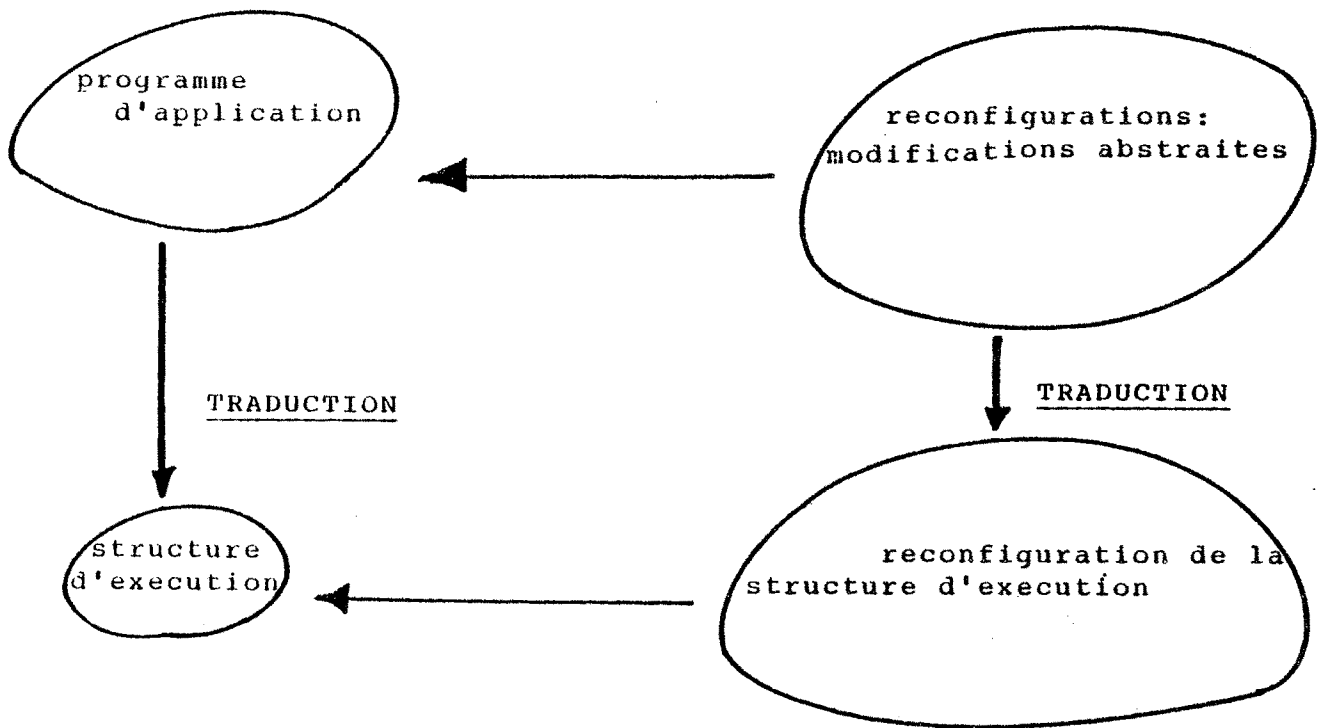 programme
d'application
reconfigurations:
modifications abstraites
TRADUCTION
TRADUCTION
structure
d'execution
reconfiguration de la
structure d'execution